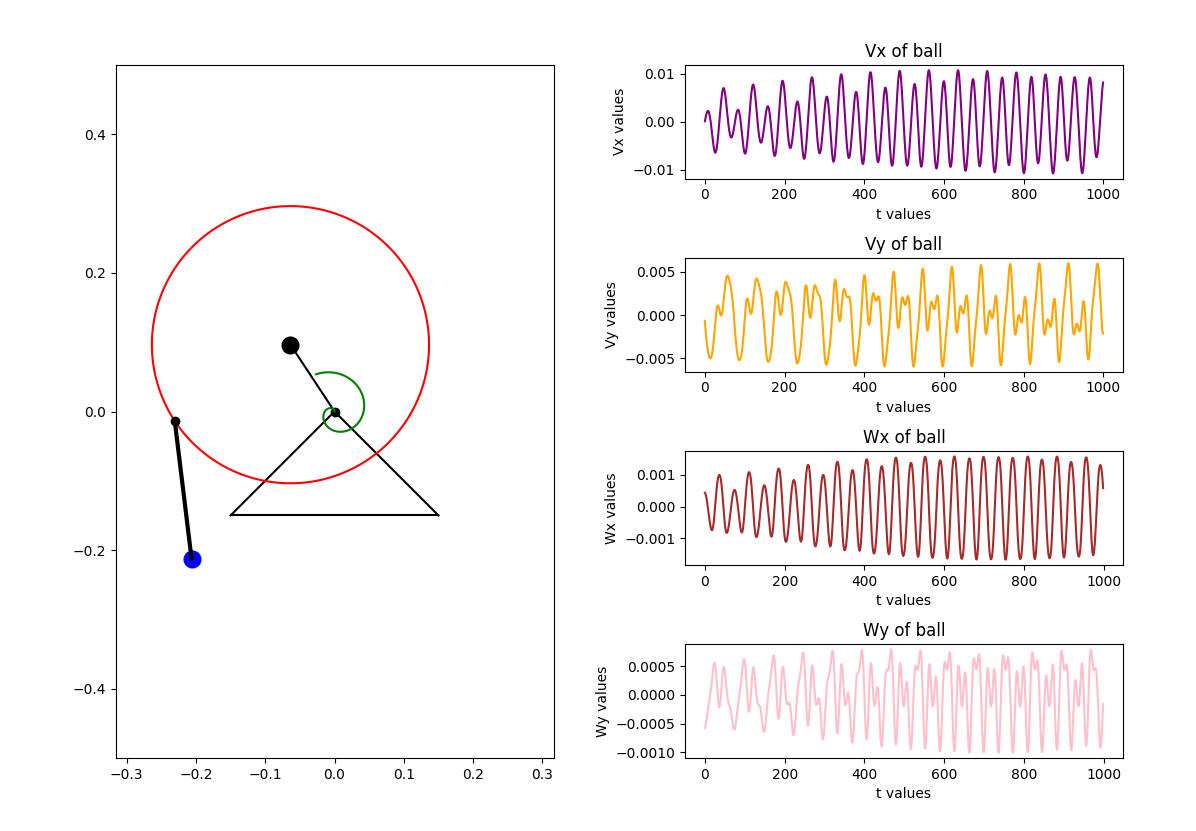 0.4
0.2
0.0
−0.2
−0.4
−0.3 −0.2 −0.1 0.0 0.1 0.2 0.3
Vx of ball
Vx values
0.01
0.00
−0.01
0 200 400 600 800 1000
t values
Vy of ball
Vy values
0.005
0.000
−0.005
0 200 400 600 800 1000
t values
Wx of ball
Wx values
0.001
0.000
−0.001
0 200 400 600 800 1000
t values
Wy of ball
Wy values
0.0005
0.0000
−0.0005
−0.0010
0 200 400 600 800 1000
t values